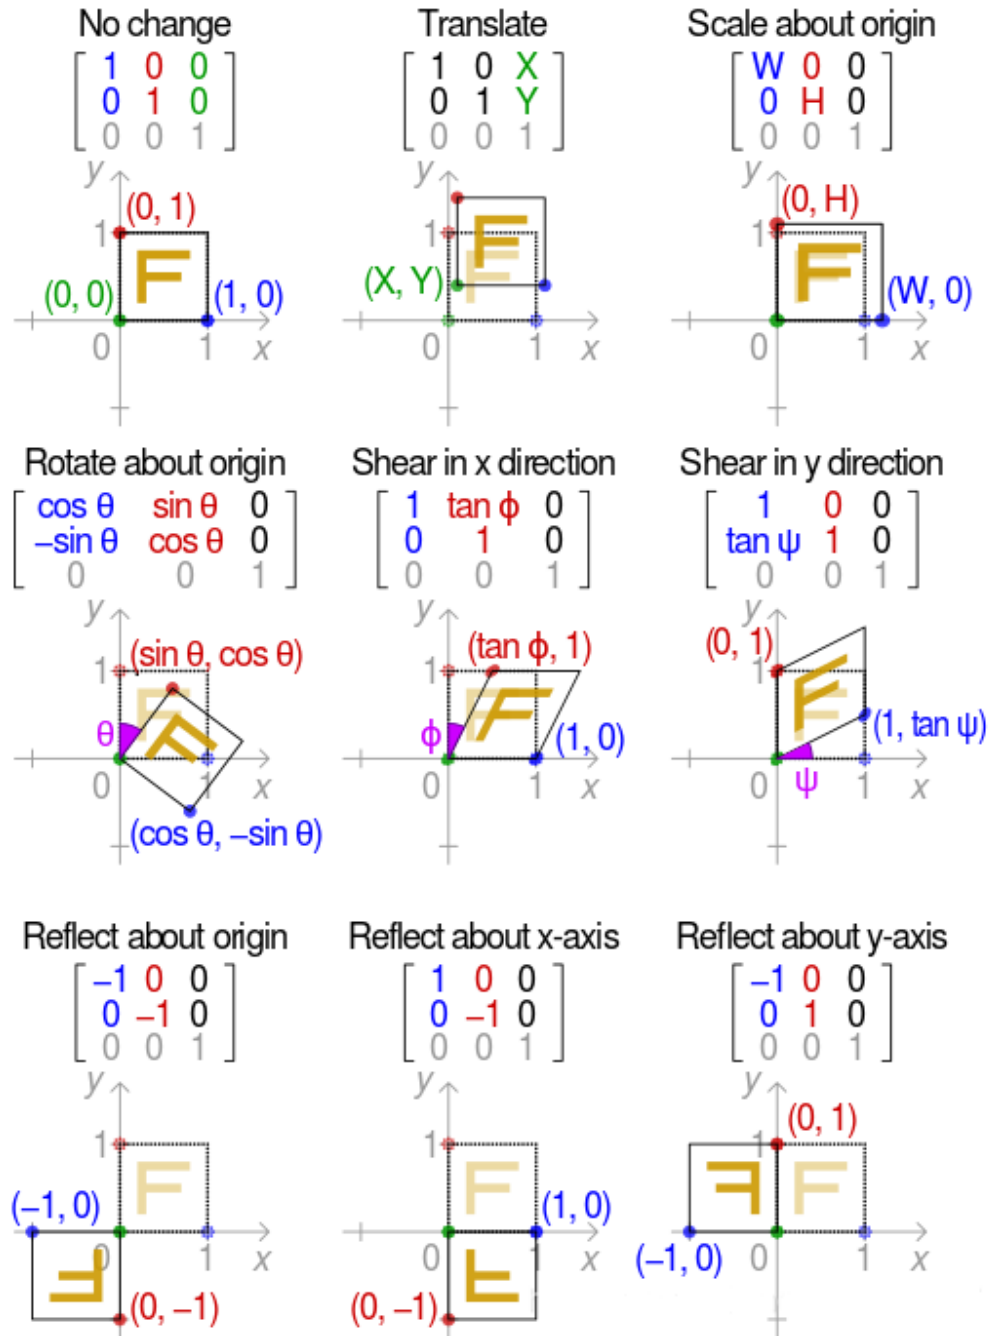 No change
Translate
Scale about origin
1 0 0
0 1 0
0 0 1
1 0 X
0 1 Y
0 0 1
W 0 0
0 H 0
0 0 1
y
(0, 1)
F
(0, 0)
(1, 0)
0
1
x
y
1
F
F
(X, Y)
0
1
x
y
(0, H)
1
F
F
(W, 0)
0
1
x
Rotate about origin
Shear in x direction
Shear in y direction
cos θ sin θ 0
−sin θ cos θ 0
0 0 1
1 tan ϕ 0
0 1 0
0 0 1
1 0 0
tan ψ 1 0
0 0 1
y
(sin θ, cos θ)
1
F
F
θ
0
1
x
(cos θ, −sin θ)
y
(tan ϕ, 1)
1
F
F
ϕ
(1, 0)
0
1
x
y
(0, 1)
1
F
F
(1, tan ψ)
0
ψ
1
x
Reflect about origin
Reflect about x-axis
Reflect about y-axis
−1 0 0
0 −1 0
0 0 1
1 0 0
0 −1 0
0 0 1
−1 0 0
0 1 0
0 0 1
y
1
F
(−1, 0)
0
1
x
F
(0, −1)
y
1
F
(1, 0)
0
1
x
F
(0, −1)
y
(0, 1)
1
F
F
(−1, 0)
0
1
x